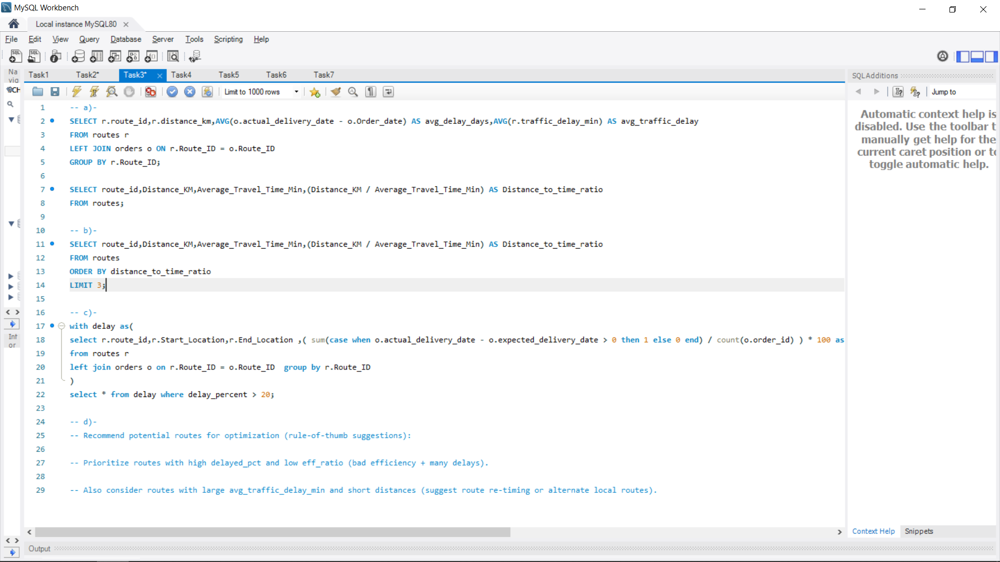 MySQL Workbench
Local instance MySQL80
File Edit View Query Database Server Tools Scripting Help
Na
vig
Task1 Task2* Task3* Task4 Task5 Task6 Task7
SQLAdditions
SCH
Limit to 1000 rows
Jump to
1 -- a)-
2 SELECT r.route_id,r.distance_km,AVG(o.actual_delivery_date - o.Order_date) AS avg_delay_days,AVG(r.traffic_delay_min) AS avg_traffic_delay
3 FROM routes r
4 LEFT JOIN orders o ON r.Route_ID = o.Route_ID
5 GROUP BY r.Route_ID;
6
7 SELECT route_id,Distance_KM,Average_Travel_Time_Min,(Distance_KM / Average_Travel_Time_Min) AS Distance_to_time_ratio
8 FROM routes;
9
10 -- b)-
11 SELECT route_id,Distance_KM,Average_Travel_Time_Min,(Distance_KM / Average_Travel_Time_Min) AS Distance_to_time_ratio
12 FROM routes
13 ORDER BY distance_to_time_ratio
14 LIMIT 3;
15
16 -- c)-
17 with delay as(
18 select r.route_id,r.Start_Location,r.End_Location ,( sum(case when o.actual_delivery_date - o.expected_delivery_date > 0 then 1 else 0 end) / count(o.order_id) ) * 100 as
19 from routes r
20 left join orders o on r.Route_ID = o.Route_ID  group by r.Route_ID
21 )
22 select * from delay where delay_percent > 20;
23
24 -- d)-
25 -- Recommend potential routes for optimization (rule-of-thumb suggestions):
26
27 -- Prioritize routes with high delayed_pct and low eff_ratio (bad efficiency + many delays).
28
29 -- Also consider routes with large avg_traffic_delay_min and short distances (suggest route re-timing or alternate local routes).
Int
or
Automatic context help is
disabled. Use the toolbar t
manually get help for the
current caret position or to
toggle automatic help.
Context Help Snippets
Output